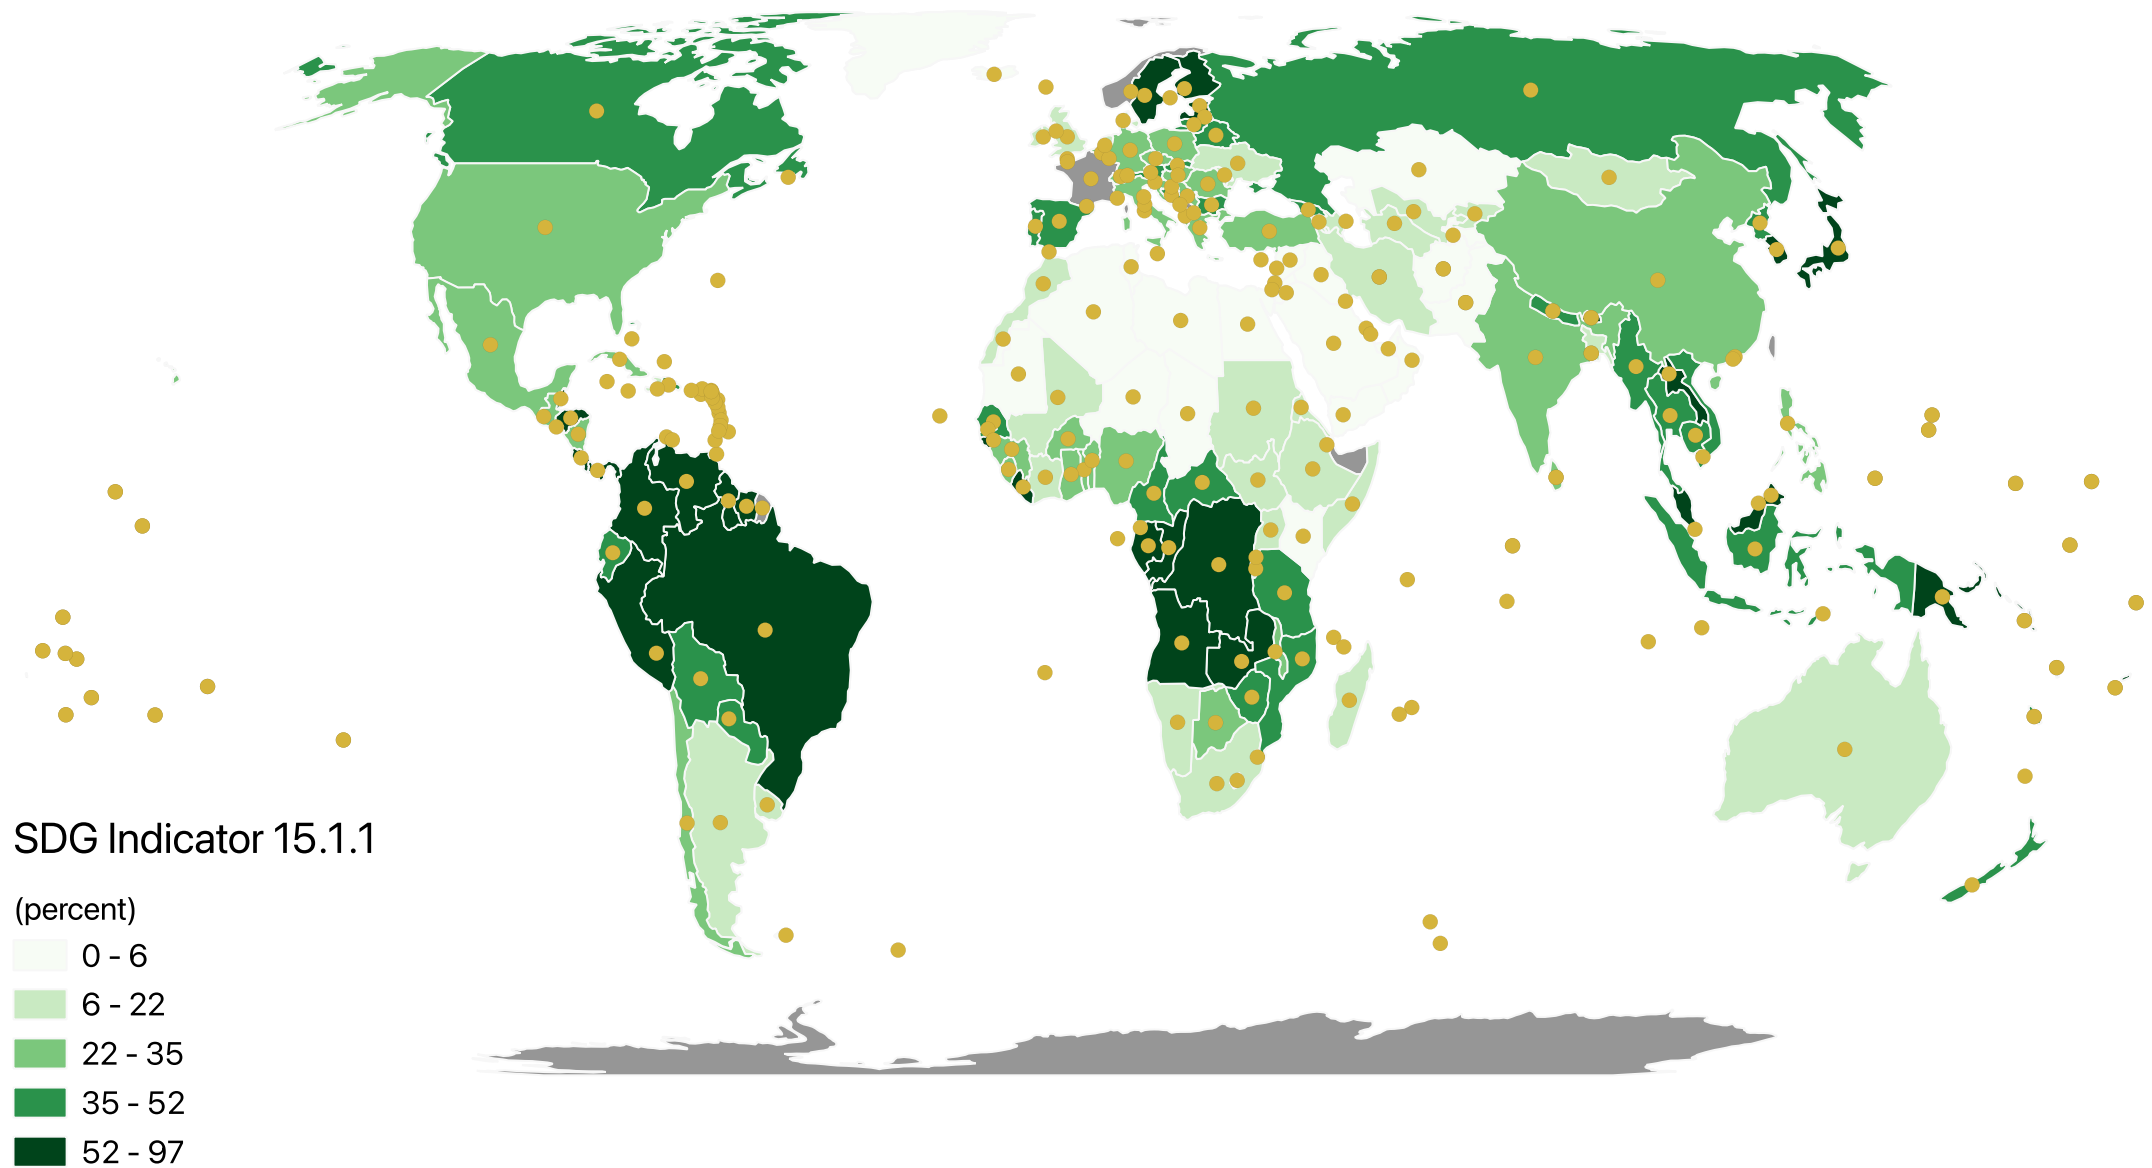 SDG Indicator 15.1.1
(percent)
0 - 6
6 - 22
22 - 35
35 - 52
52 - 97